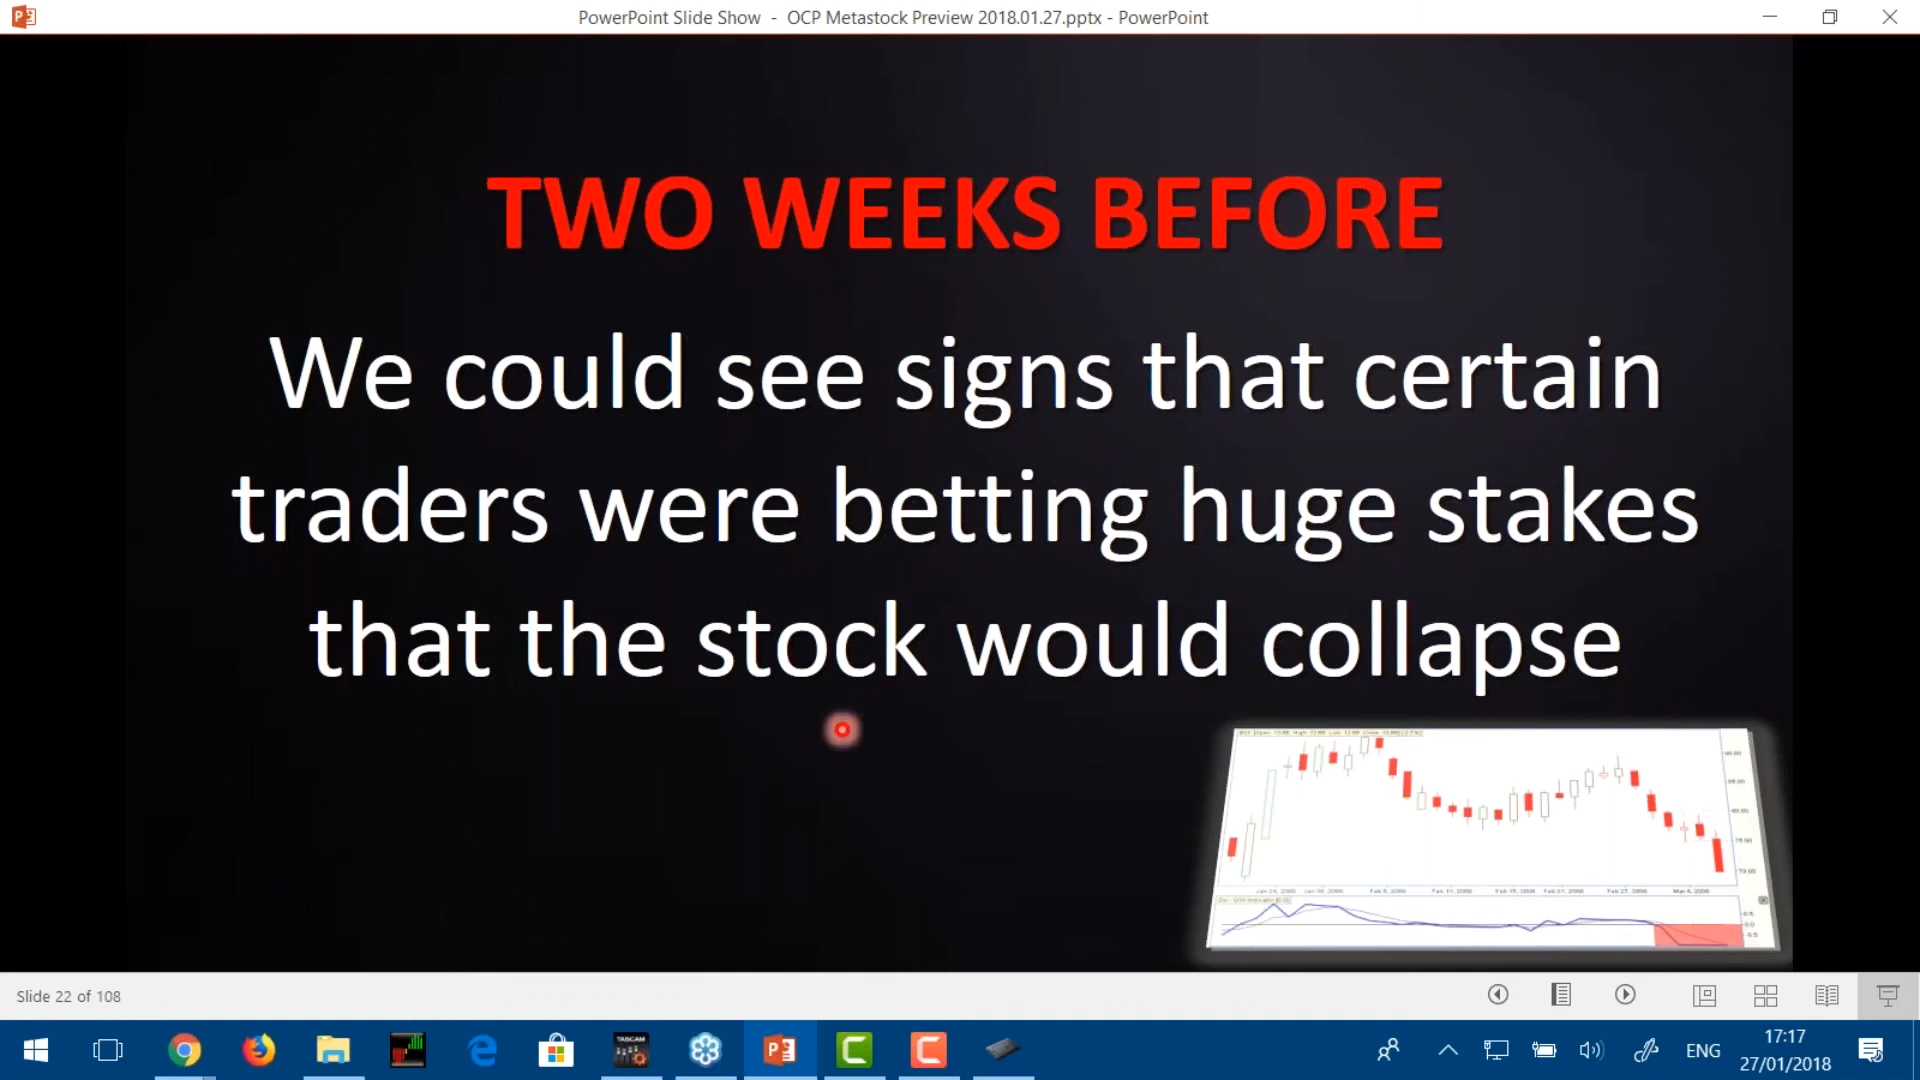 PowerPoint Slide Show - OCP Metastock Preview 2018.01.27.pptx - PowerPoint
TWO WEEKS BEFORE
We could see signs that certain
traders were betting huge stakes
that the stock would collapse
Slide 22 of 108
TASCAM
ENG
17:17
27/01/2018